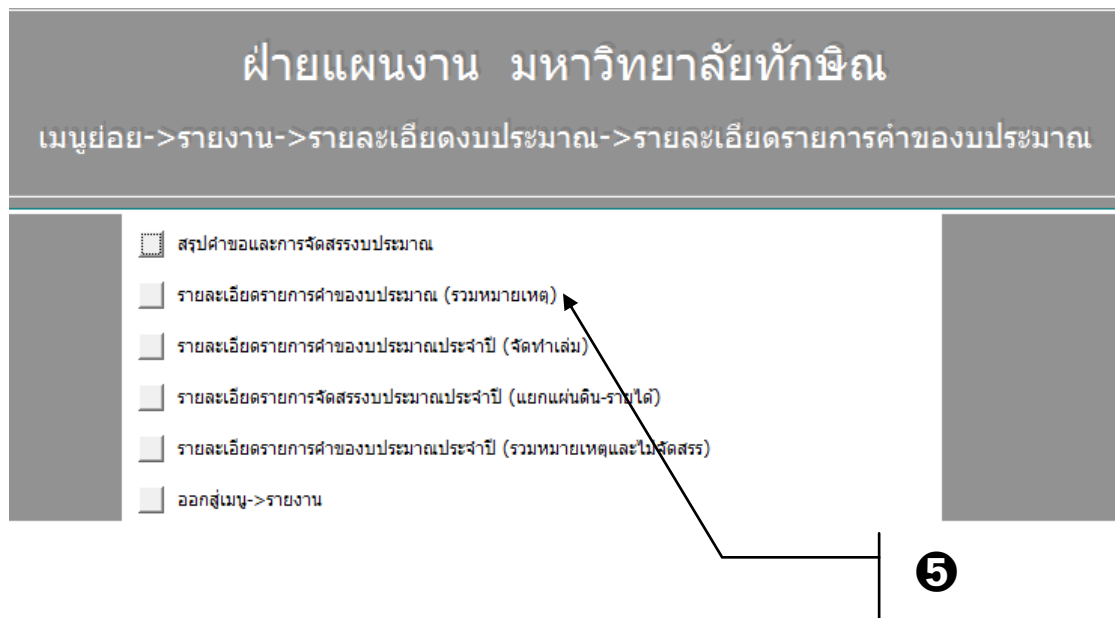 ฝ่ายแผนงาน มหาวิทยาลัยทักษิณ
เมนูย่อย->รายงาน->รายละเอียดงบประมาณ->รายละเอียดรายการคำของบประมาณ
สรุปคำขอและการจัดสรรงบประมาณ
รายละเอียดรายการคำของบประมาณ (รวมหมายเหตุ)
รายละเอียดรายการคำของบประมาณประจำปี (จัดทำเล่ม)
รายละเอียดรายการจัดสรรงบประมาณประจำปี (แยกแผ่นดิน-รายได้)
รายละเอียดรายการคำของบประมาณประจำปี (รวมหมายเหตุและไม่จัดสรร)
ออกสู่เมนู->รายงาน
❺